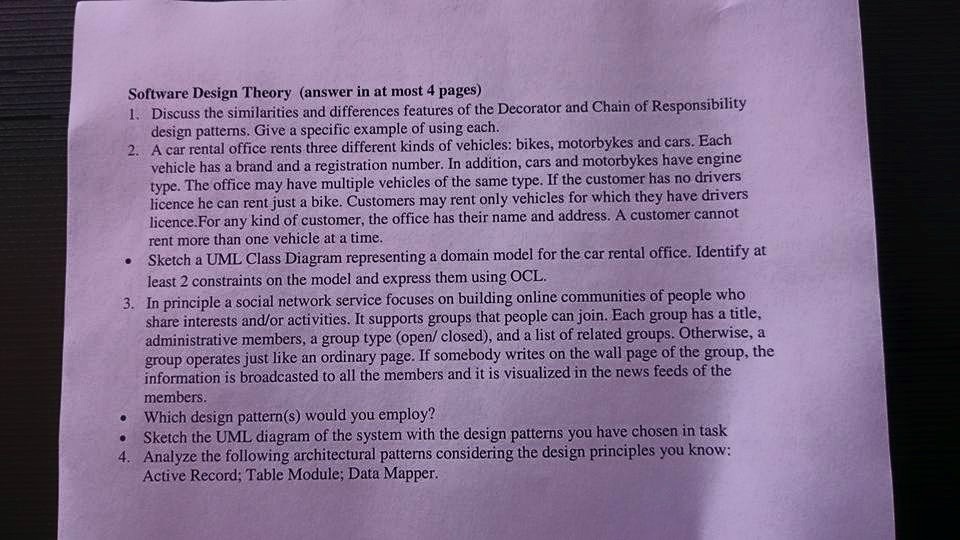 Software Design Theory (answer in at most 4 pages)
1. Discuss the similarities and differences features of the Decorator and Chain of Responsibility
design patterns. Give a specific example of using each.
2. A car rental office rents three different kinds of vehicles: bikes, motorbykes and cars. Each
vehicle has a brand and a registration number. In addition, cars and motorbykes have engine
type. The office may have multiple vehicles of the same type. If the customer has no drivers
licence he can rent just a bike. Customers may rent only vehicles for which they have drivers
licence.For any kind of customer, the office has their name and address. A customer cannot
rent more than one vehicle at a time.
• Sketch a UML Class Diagram representing a domain model for the car rental office. Identify at
least 2 constraints on the model and express them using OCL.
3. In principle a social network service focuses on building online communities of people who
share interests and/or activities. It supports groups that people can join. Each group has a title,
administrative members, a group type (open/ closed), and a list of related groups. Otherwise, a
group operates just like an ordinary page. If somebody writes on the wall page of the group, the
information is broadcasted to all the members and it is visualized in the news feeds of the
members.
• Which design pattern(s) would you employ?
• Sketch the UML diagram of the system with the design patterns you have chosen in task
4. Analyze the following architectural patterns considering the design principles you know:
Active Record; Table Module; Data Mapper.